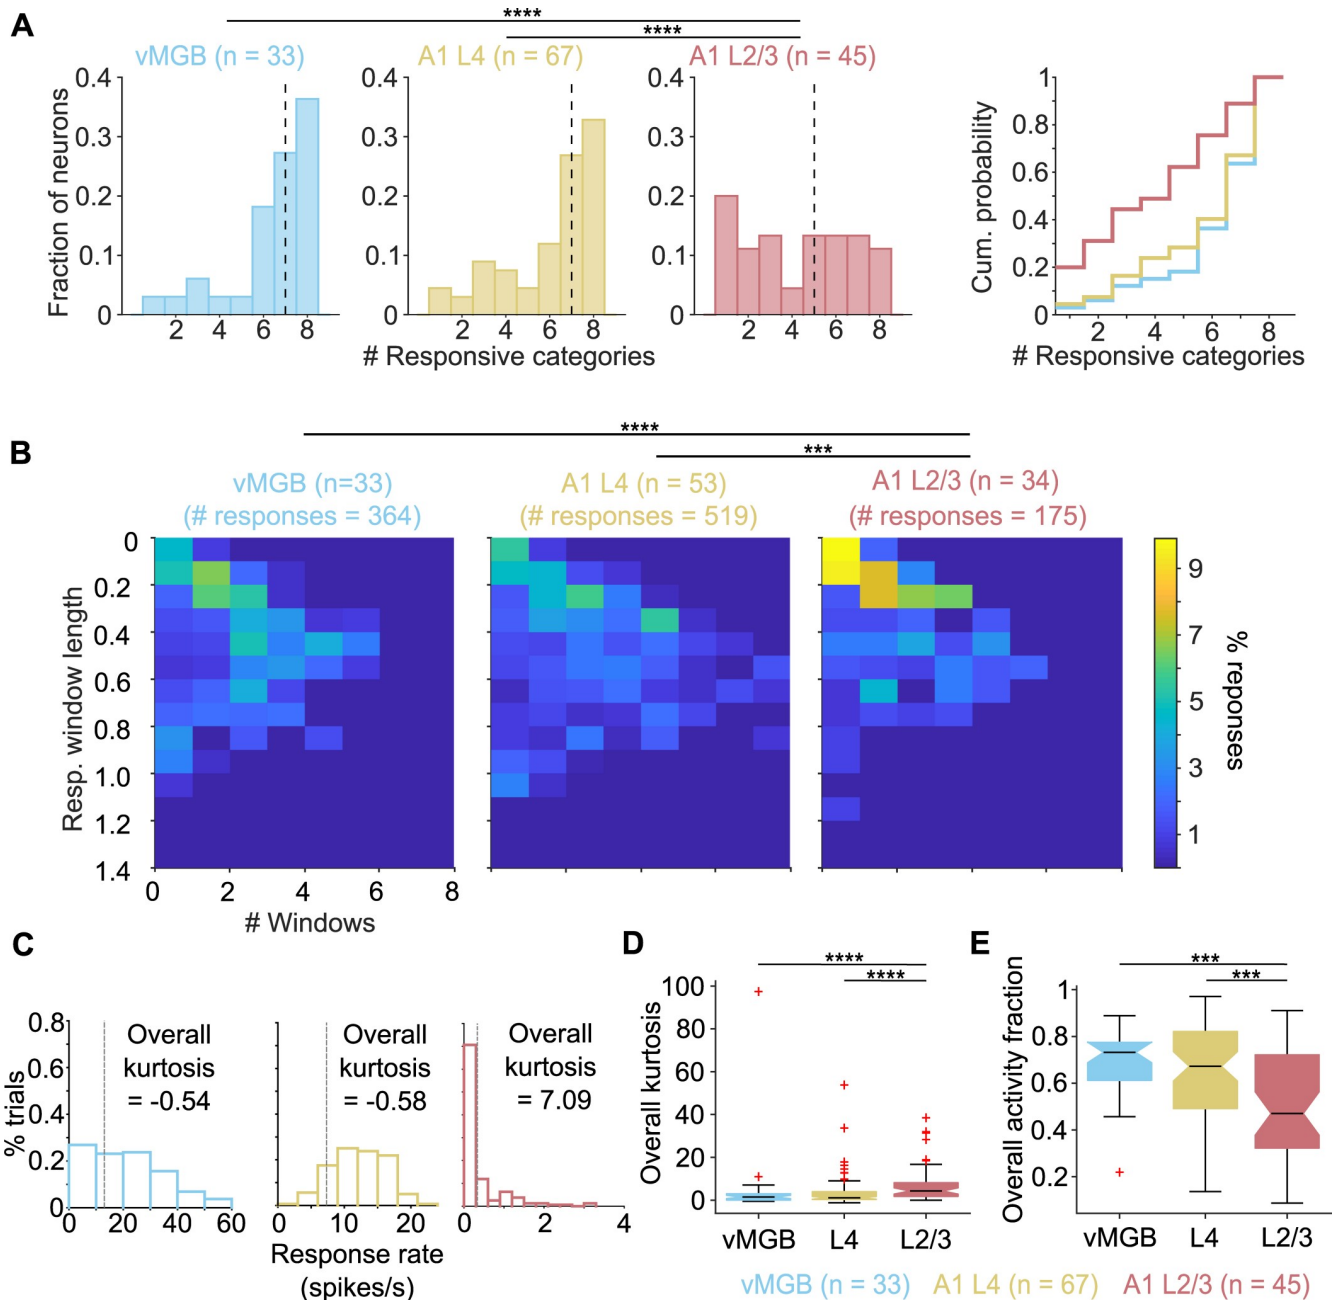 A
****
****
vMGB (n = 33)
A1 L4 (n = 67)
A1 L2/3 (n = 45)
Fraction of neurons
0.4
0.3
0.2
0.1
0
2 4 6 8
0.4
0.3
0.2
0.1
0
2 4 6 8
0.4
0.3
0.2
0.1
0
2 4 6 8
# Responsive categories
Cum. probability
1
0.8
0.6
0.4
0.2
0
2 4 6 8
# Responsive categories
B
****
***
vMGB (n=33)
(# responses = 364)
A1 L4 (n = 53)
(# responses = 519)
A1 L2/3 (n = 34)
(# responses = 175)
Resp. window length
0
0.2
0.4
0.6
0.8
1.0
1.2
1.4
0 2 4 6 8
# Windows
9
7
5
3
1
% reponses
C
% trials
0.8
0.6
0.4
0.2
0
Overall
kurtosis
= -0.54
0 20 40 60
Overall
kurtosis
= -0.58
0 10 20
Overall
kurtosis
= 7.09
0 2 4
Response rate
(spikes/s)
D
****
****
Overall kurtosis
100
80
60
40
20
0
vMGB L4 L2/3
E
***
***
Overall activity fraction
1
0.8
0.6
0.4
0.2
vMGB L4 L2/3
vMGB (n = 33) A1 L4 (n = 67) A1 L2/3 (n = 45)